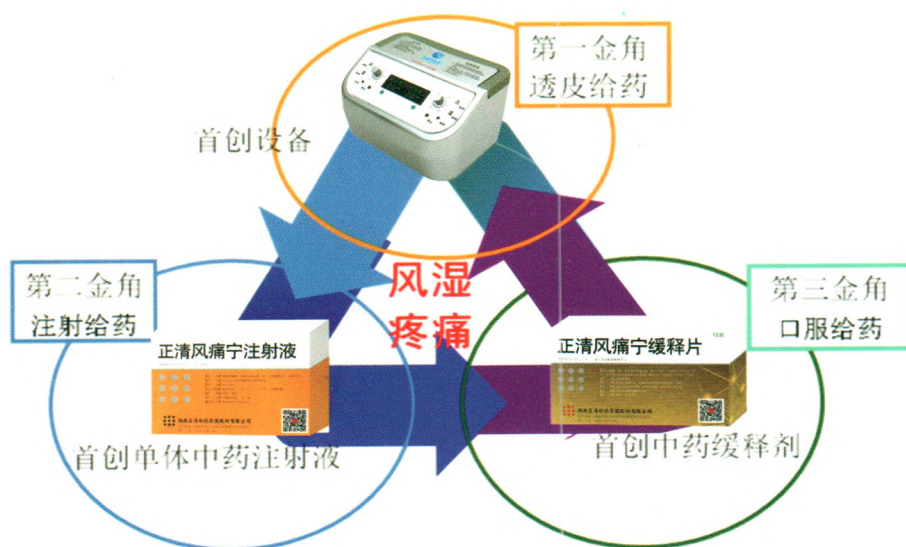 第一金角
透皮给药
首创设备
风湿
疼痛
第二金角
注射给药
正清风痛宁注射液
首创单体中药注射液
第三金角
口服给药
正清风痛宁缓释片
首创中药缓释剂